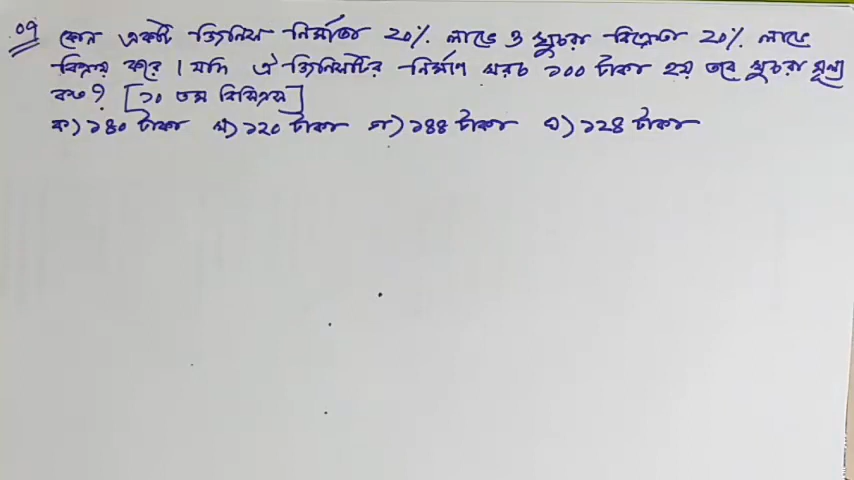 ০৭ কোন একটি জিনিস নির্মাতা ২০% লাভে ও খুচরা বিক্রেতা ২০% লাভে
বিক্রয় করে। যদি ঐ জিনিসটির নির্মাণ খরচ ১০০ টাকা হয় তবে খুচরা মূল্য
কত? [১০ তম বিসিএস]
ক) ১৪০ টাকা খ) ১২০ টাকা গ) ১৪৪ টাকা ঘ) ১২৪ টাকা